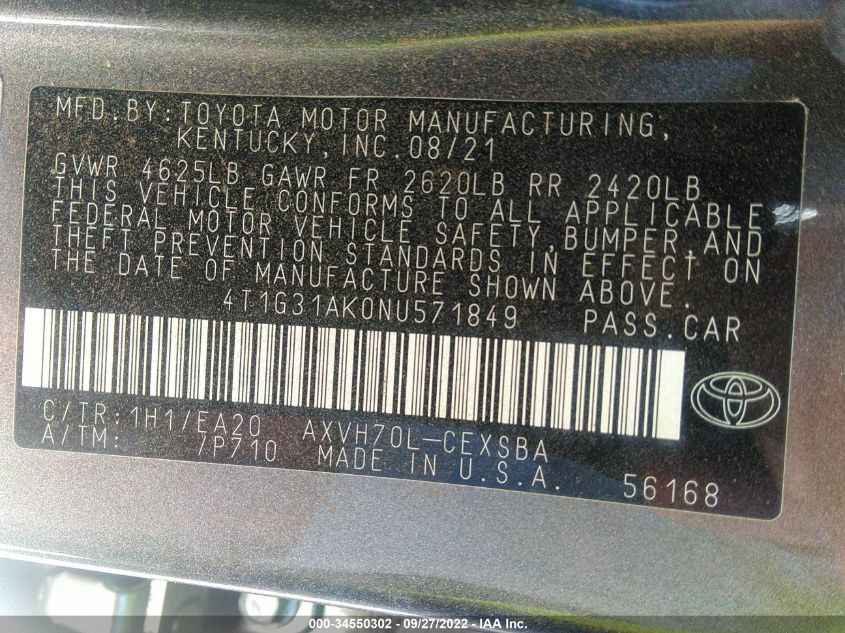 MFD.BY:TOYOTA MOTOR MANUFACTURING,
KENTUCKY,INC.08/21
GVWR 4625LB GAWR FR 2620LB RR 2420LB
THIS VEHICLE CONFORMS TO ALL APPLICABLE
FEDERAL MOTOR VEHICLE SAFETY,BUMPER AND
THEFT PREVENTION STANDARDS IN EFFECT ON
THE DATE OF MANUFACTURE SHOWN ABOVE.
4T1G31AK0NU571849 PASS.CAR
C/TR:1H1/EA20 AXVH70L-CEXSBA
A/TM: /P710 MADE IN U.S.A. 56168
000-34550302 - 09/27/2022 - IAA Inc.